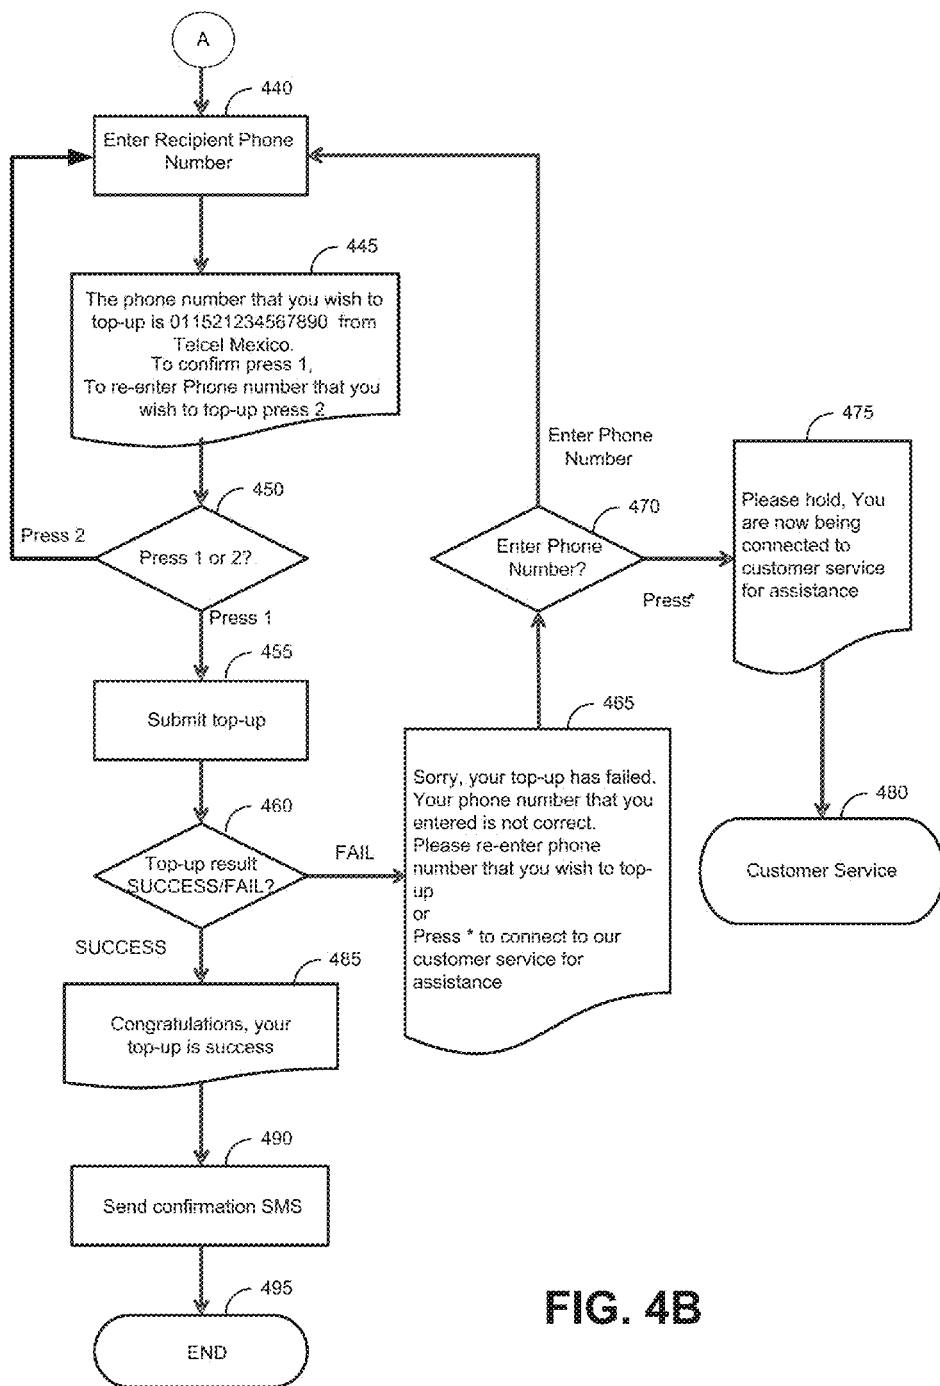 A
440
Enter Recipient Phone
Number
445
The phone number that you wish to
top-up is 011521234567890 from
Telcel Mexico.
To confirm press 1,
To re-enter Phone number that you
wish to top-up press 2
450
Press 2
Press 1 or 2?
Press 1
455
Submit top-up
460
Top-up result
SUCCESS/FAIL?
FAIL
SUCCESS
465
Sorry, your top-up has failed.
Your phone number that you
entered is not correct.
Please re-enter phone
number that you wish to top-
up
or
Press * to connect to our
customer service for
assistance
Enter Phone
Number
470
Enter Phone
Number?
Press*
475
Please hold, You
are now being
connected to
customer service
for assistance
480
Customer Service
485
Congratulations, your
top-up is success
490
Send confirmation SMS
495
END
FIG. 4B